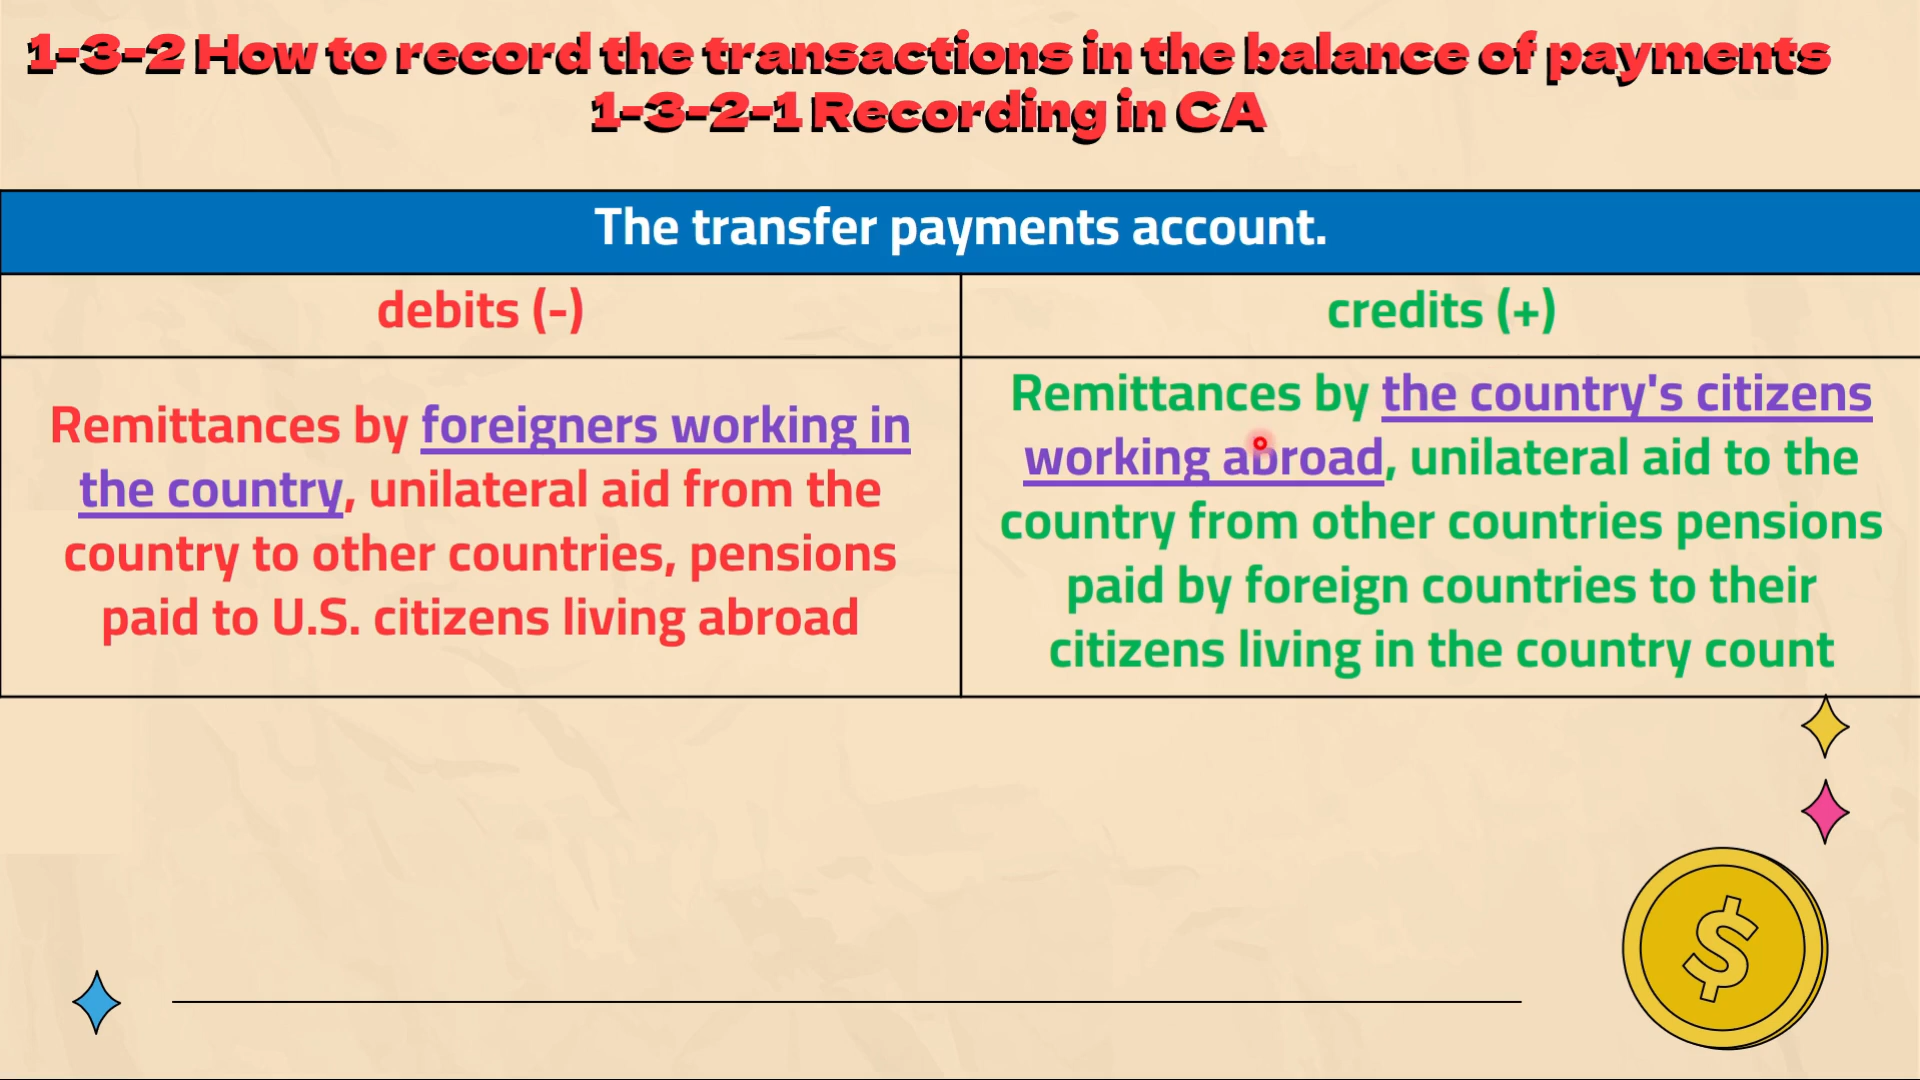 1-3-2 How to record the transactions in the balance of payments
1-3-2-1 Recording in CA
The transfer payments account.
debits (-)
credits (+)
Remittances by foreigners working in
the country, unilateral aid from the
country to other countries, pensions
paid to U.S. citizens living abroad
Remittances by the country's citizens
working abroad, unilateral aid to the
country from other countries pensions
paid by foreign countries to their
citizens living in the country count
$